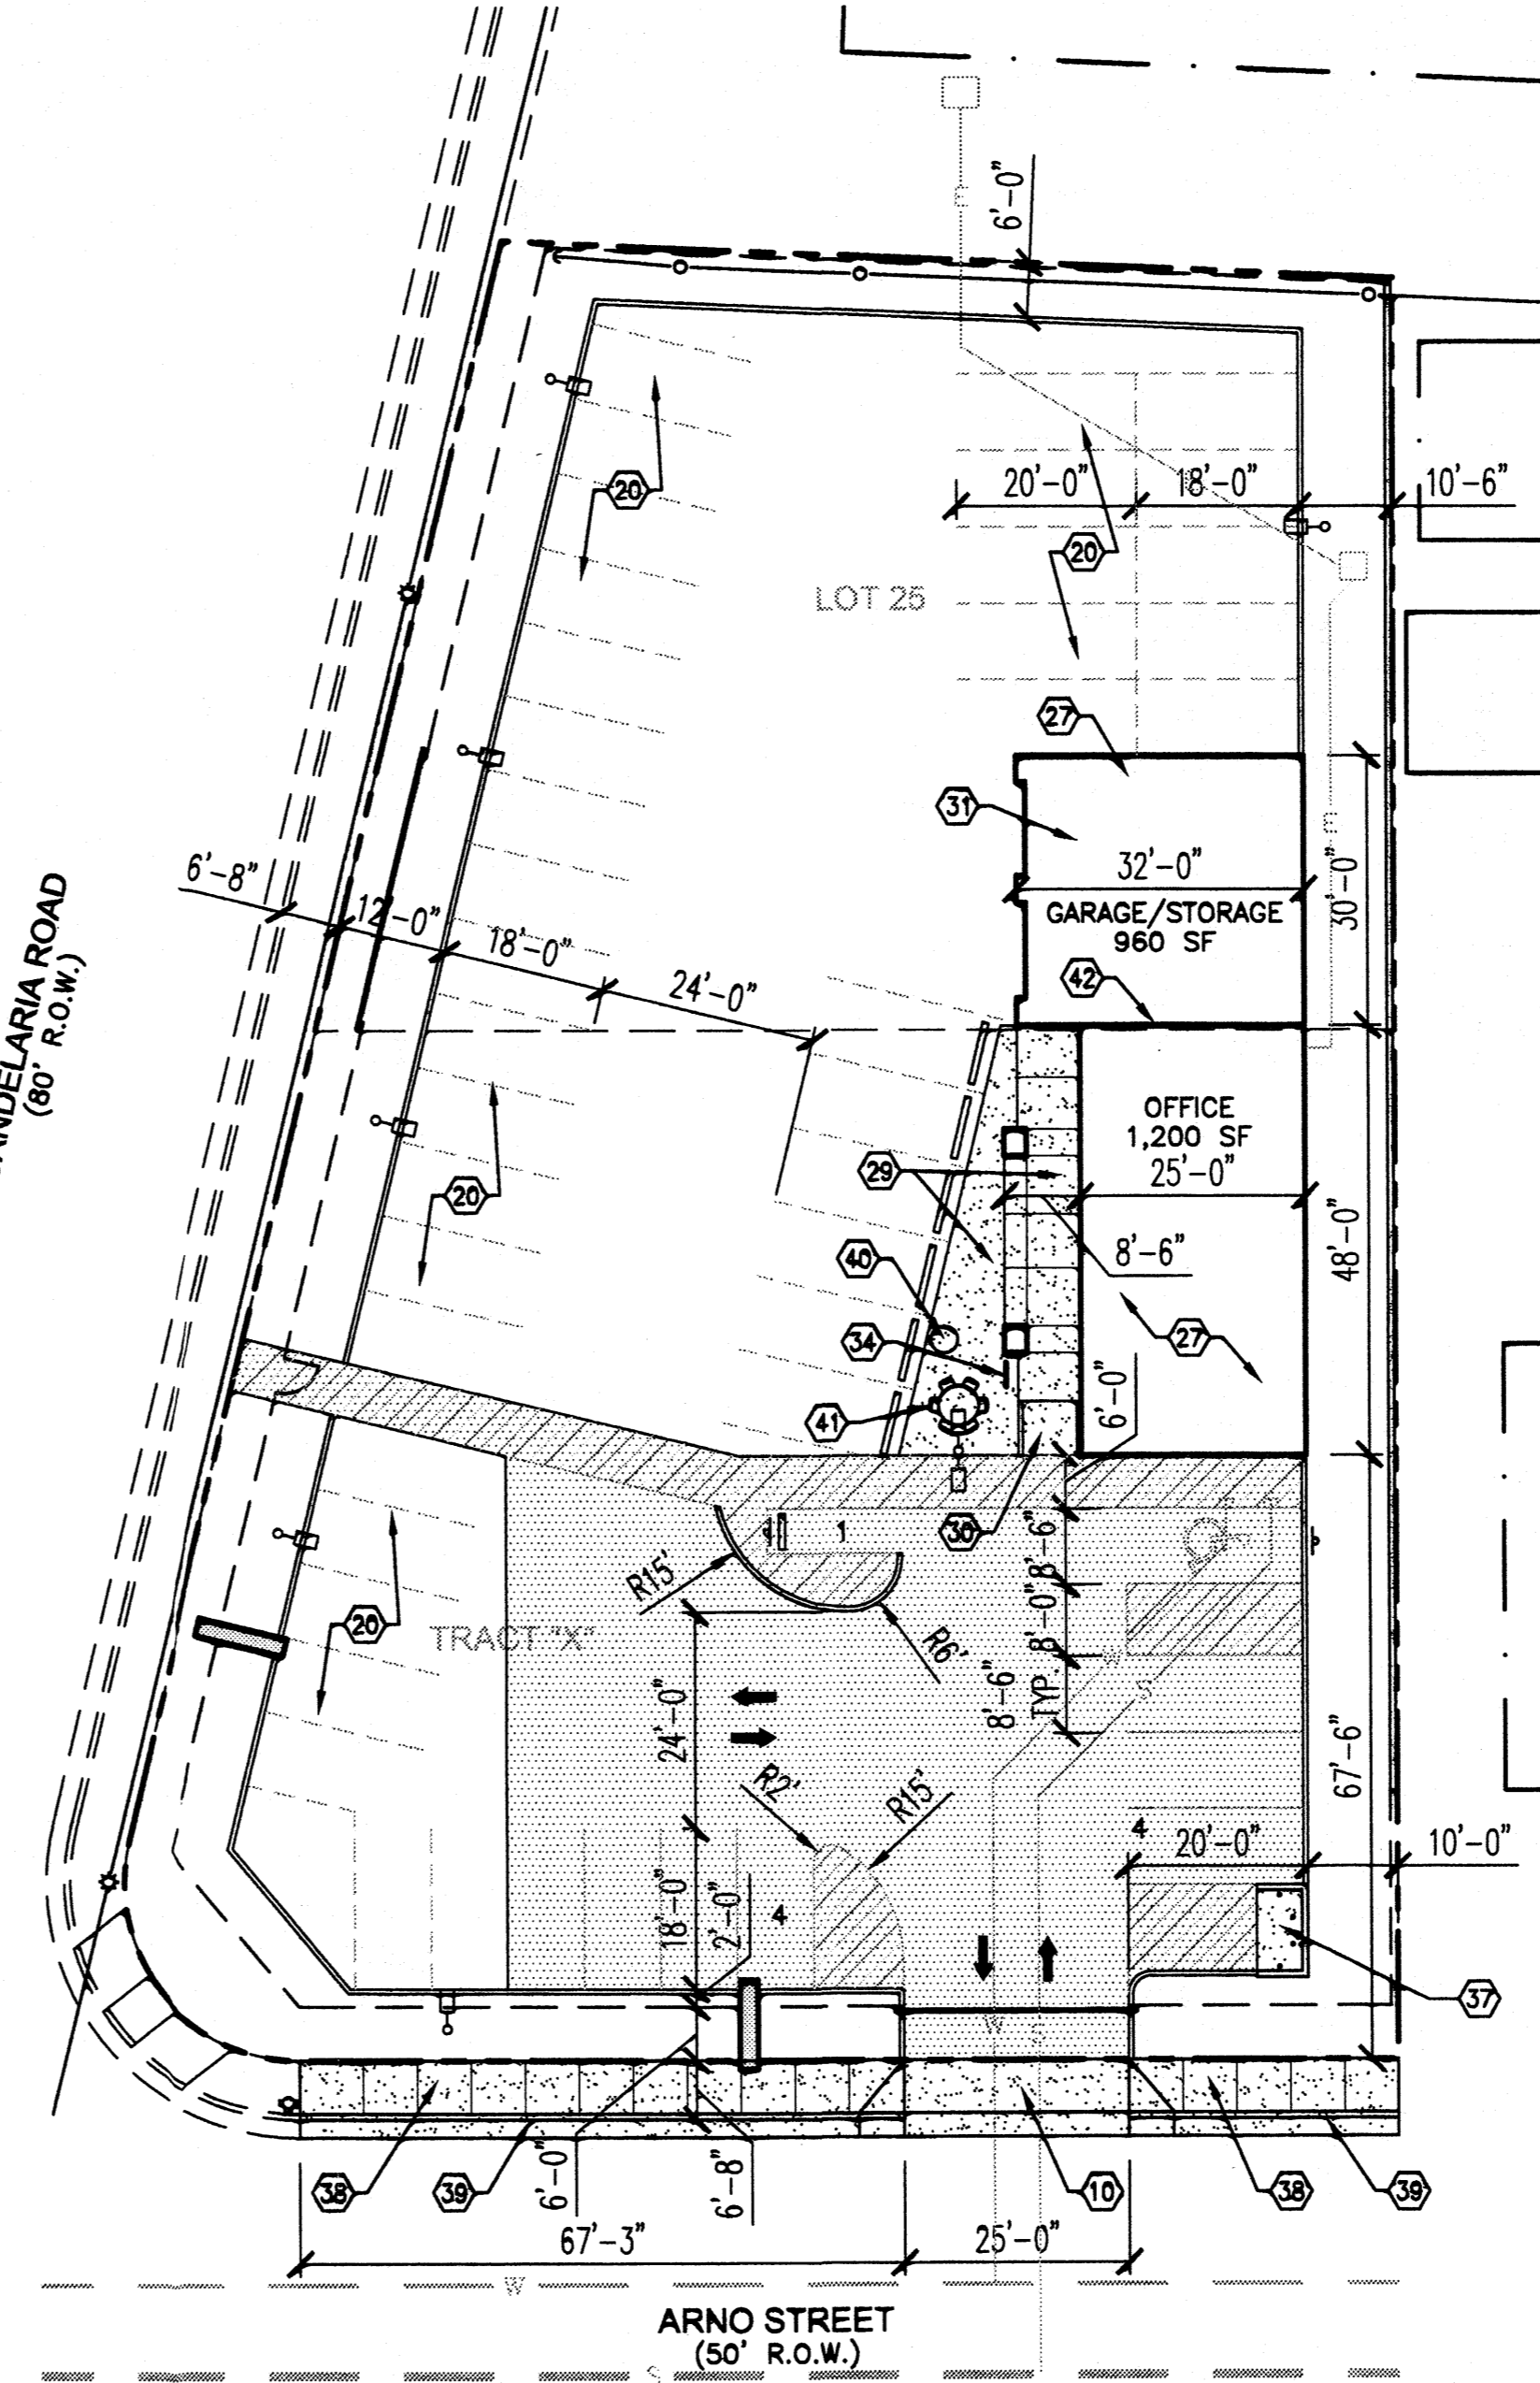 6'-0"
E
20'-0"
18'-0"
10'-6"
20
20
LOT 25
27
31
32'-0"
GARAGE/STORAGE
960 SF
30'-0"
E
42
6'-8"
12'-0"
18'-0"
24'-0"
ANDELARIA ROAD
(80' R.O.W.)
OFFICE
1,200 SF
25'-0"
29
20
8'-6"
48'-0"
40
34
27
41
6'-0"
30
1
8'-6"
R15'
8'-0"
R6'
20
TRACT "X"
W
8'-6"
TYP.
S
24'-0"
67'-6"
R2'
R15'
4
20'-0"
10'-0"
18'-0"
2'-0"
4
37
W
S
38
39
6'-0"
6'-8"
10
38
39
67'-3"
25'-0"
W
ARNO STREET
(50' R.O.W.)
S